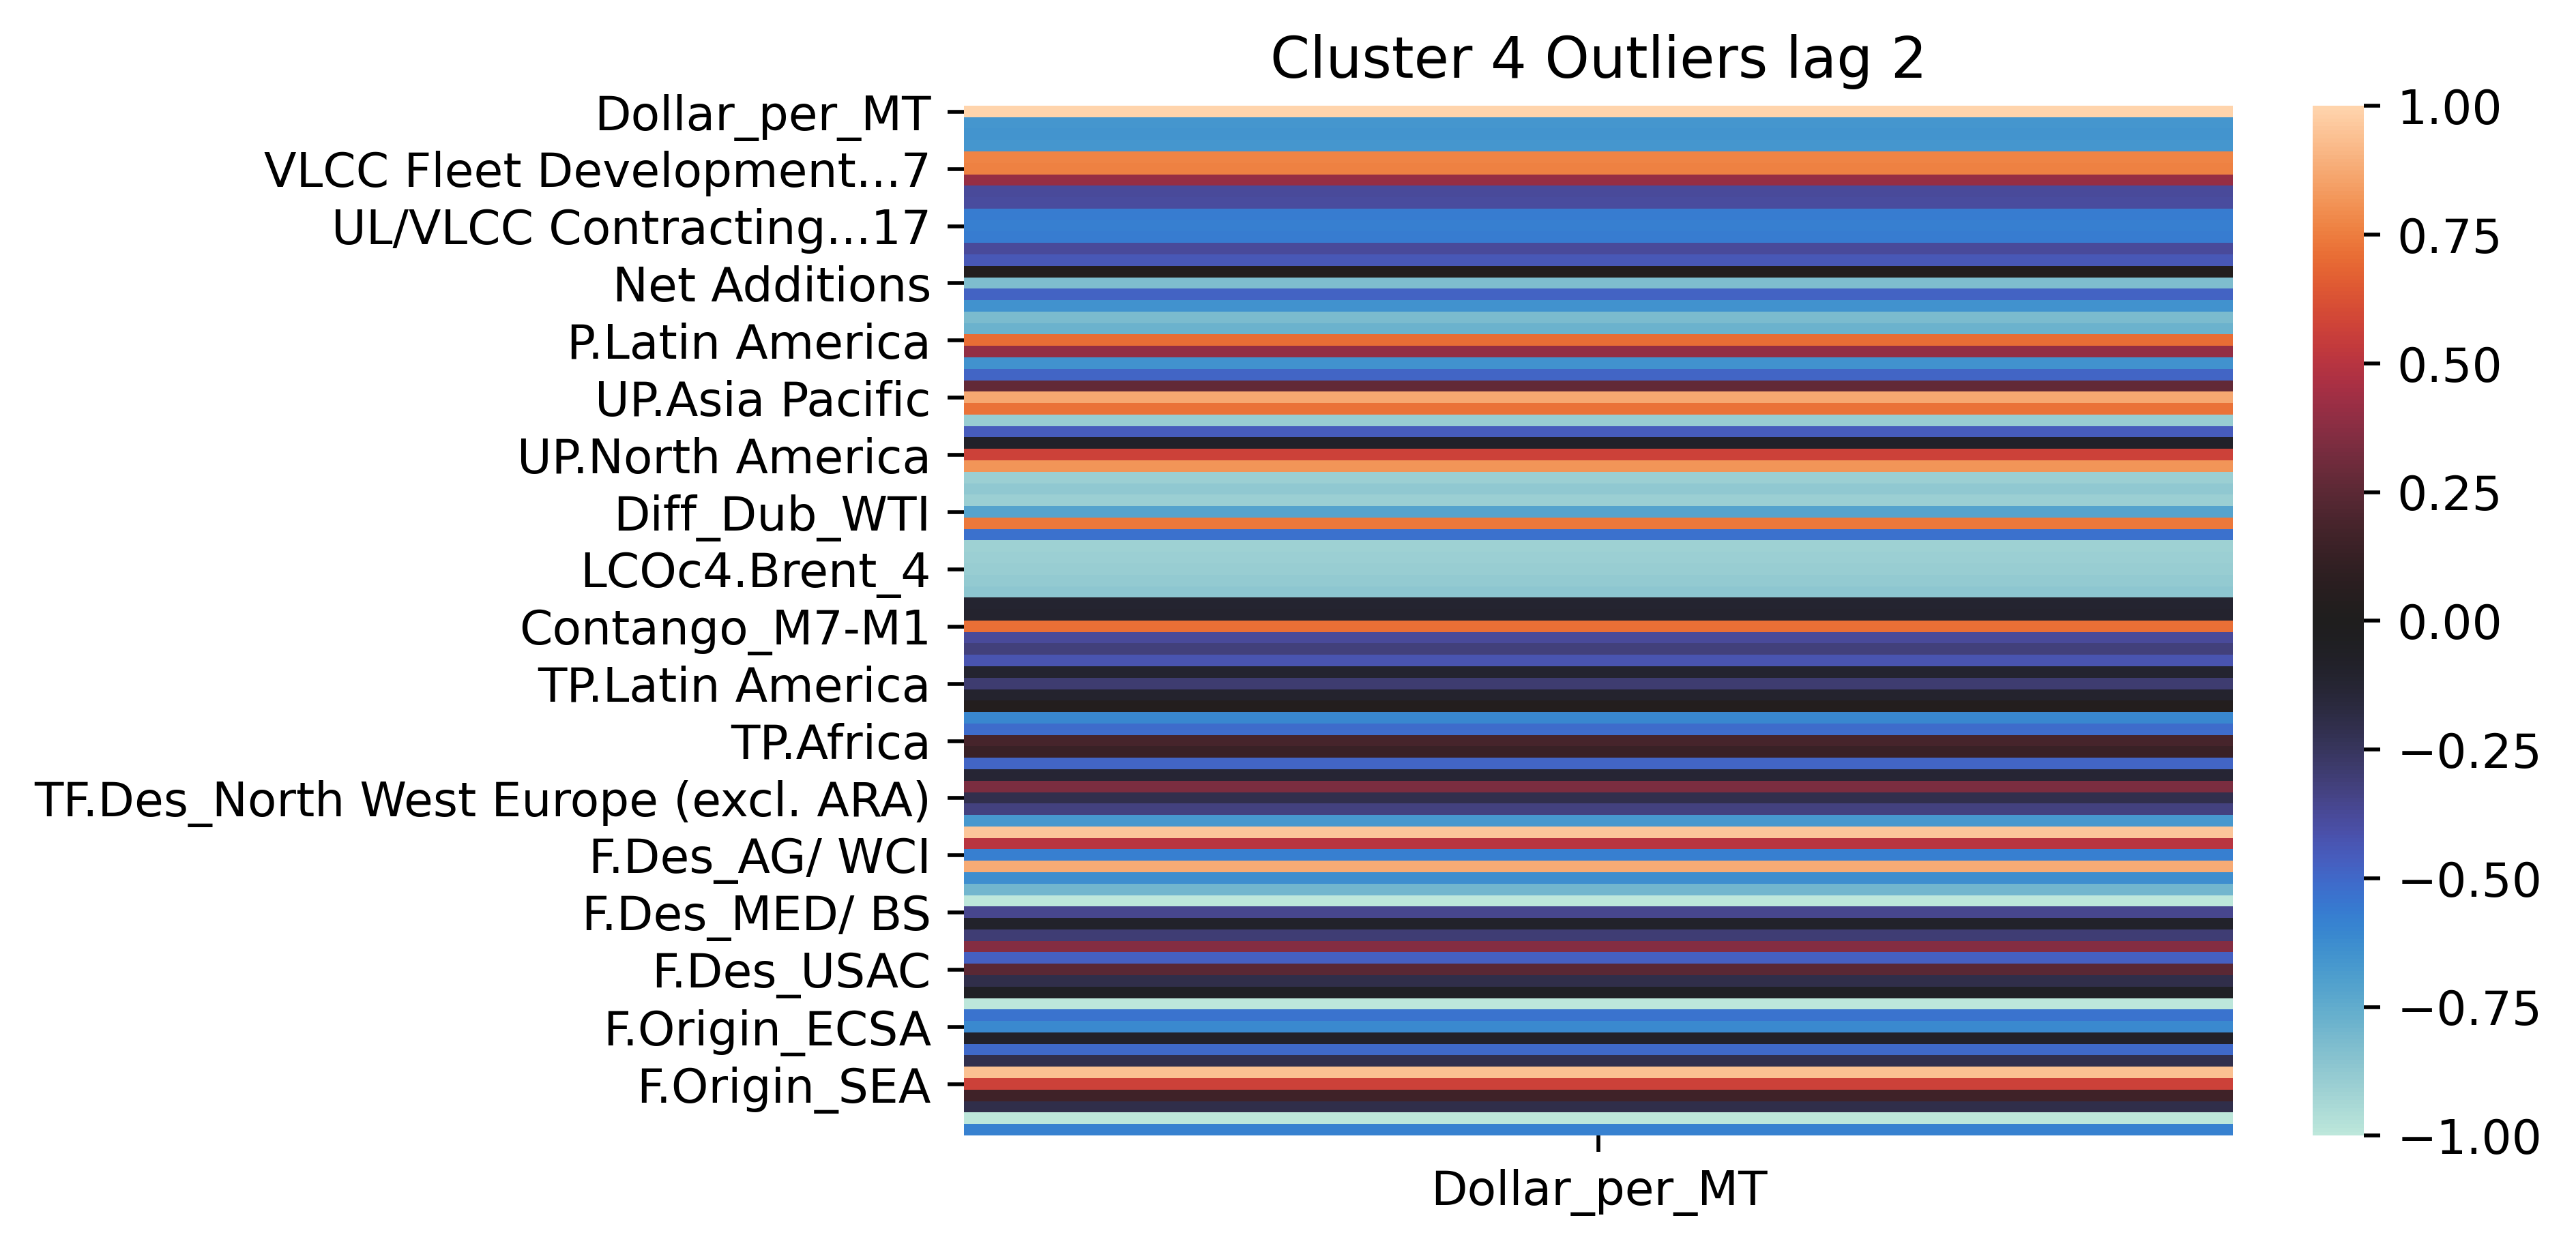 Cluster 4 Outliers lag 2
Dollar_per_MT
VLCC Fleet Development...7
UL/VLCC Contracting...17
Net Additions
P.Latin America
UP.Asia Pacific
UP.North America
Diff_Dub_WTI
LCOc4.Brent_4
Contango_M7-M1
TP.Latin America
TP.Africa
TF.Des_North West Europe (excl. ARA)
F.Des_AG/ WCI
F.Des_MED/ BS
F.Des_USAC
F.Origin_ECSA
F.Origin_SEA
Dollar_per_MT
1.00
0.75
0.50
0.25
0.00
−0.25
−0.50
−0.75
−1.00